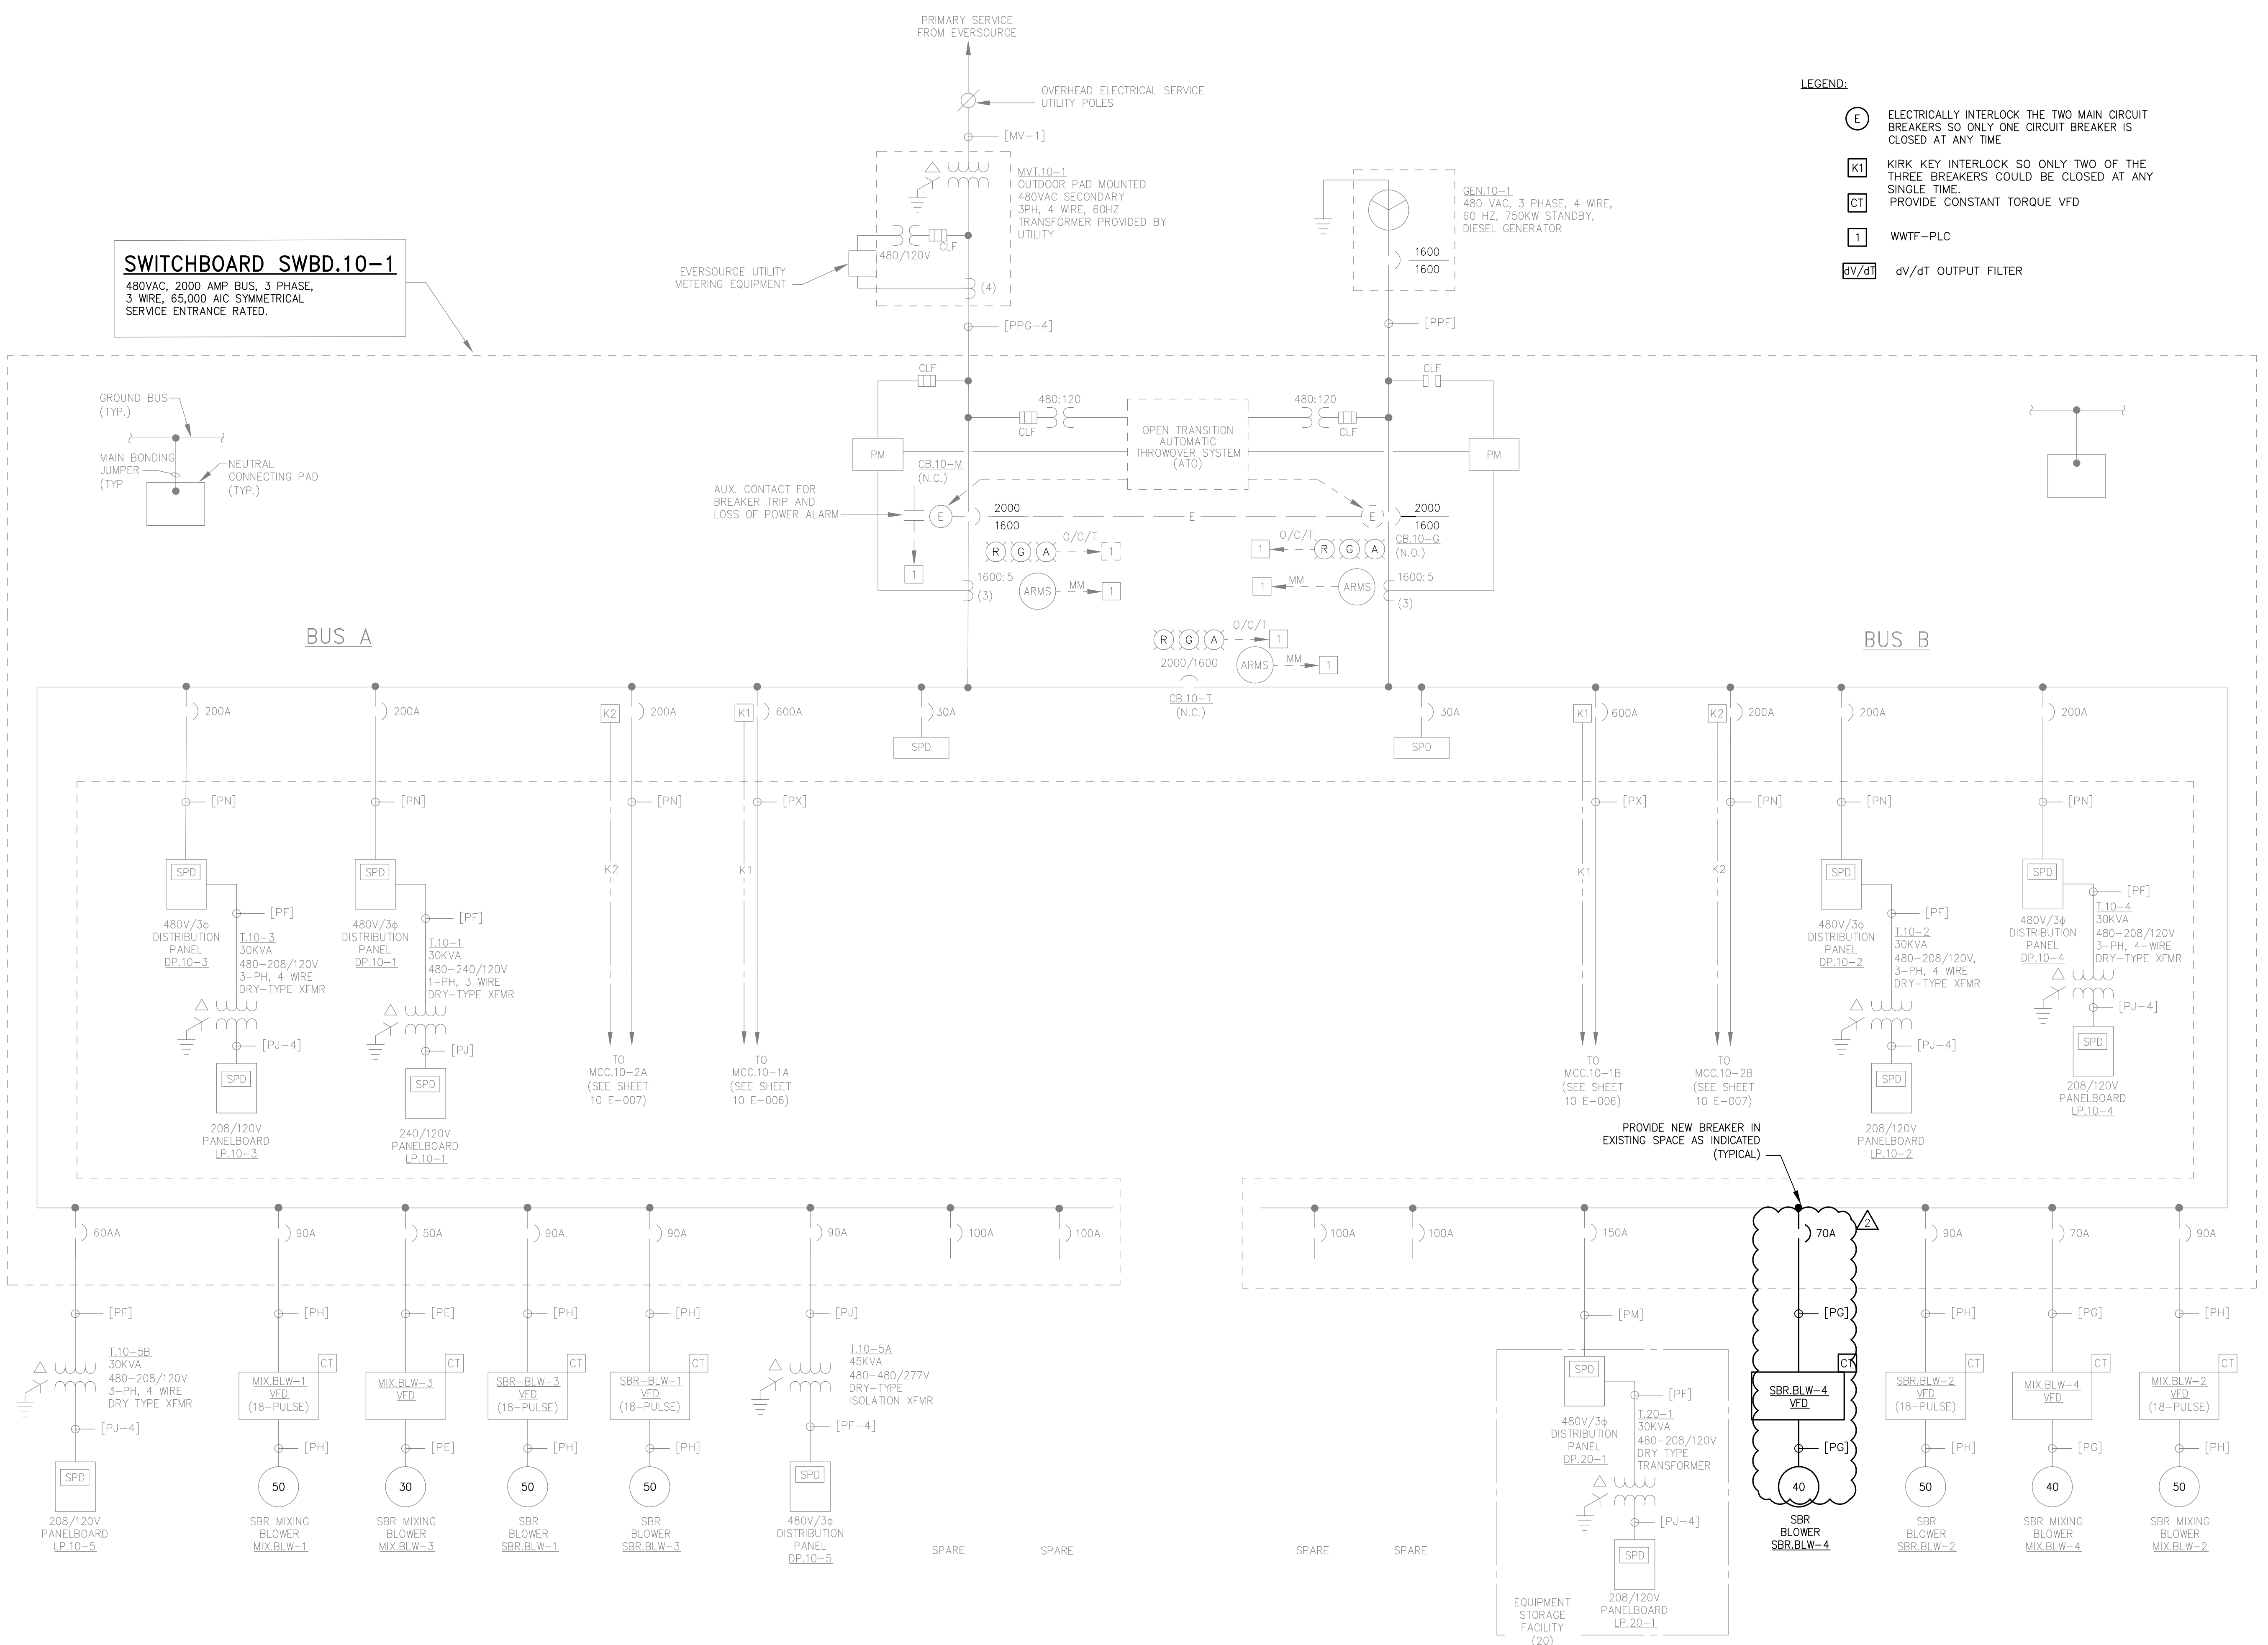 PRIMARY SERVICE
FROM EVERSOURCE
OVERHEAD ELECTRICAL SERVICE
UTILITY POLES
[MV-1]
MVT.10-1
OUTDOOR PAD MOUNTED
480VAC SECONDARY
3PH, 4 WIRE, 60HZ
TRANSFORMER PROVIDED BY
UTILITY
CLF
480/120V
EVERSOURCE UTILITY
METERING EQUIPMENT
(4)
[PPG-4]
GEN.10-1
480 VAC, 3 PHASE, 4 WIRE,
60 HZ, 750KW STANDBY,
DIESEL GENERATOR
1600
1600
[PPF]
LEGEND:
E
ELECTRICALLY INTERLOCK THE TWO MAIN CIRCUIT
BREAKERS SO ONLY ONE CIRCUIT BREAKER IS
CLOSED AT ANY TIME
K1
KIRK KEY INTERLOCK SO ONLY TWO OF THE
THREE BREAKERS COULD BE CLOSED AT ANY
SINGLE TIME.
CT
PROVIDE CONSTANT TORQUE VFD
1
WWTF-PLC
dV/dT
dV/dT OUTPUT FILTER
SWITCHBOARD SWBD.10-1
480VAC, 2000 AMP BUS, 3 PHASE,
3 WIRE, 65,000 AIC SYMMETRICAL
SERVICE ENTRANCE RATED.
GROUND BUS
(TYP.)
MAIN BONDING
JUMPER
(TYP
NEUTRAL
CONNECTING PAD
(TYP.)
CLF
CLF
480:120
CLF
OPEN TRANSITION
AUTOMATIC
THROWOVER SYSTEM
(ATO)
480:120
CLF
PM
PM
CB.10-M
(N.C.)
AUX. CONTACT FOR
BREAKER TRIP AND
LOSS OF POWER ALARM
E
2000
1600
E
E
2000
1600
CB.10-G
(N.O.)
R G A
O/C/T
1
1
O/C/T
R G A
1
1600:5
(3)
ARMS
MM
1
1
MM
ARMS
1600:5
(3)
R G A
O/C/T
1
2000/1600
ARMS
MM
1
CB.10-T
(N.C.)
BUS A
BUS B
200A
200A
K2
200A
K1
600A
30A
SPD
30A
SPD
K1
600A
K2
200A
200A
200A
[PN]
[PN]
[PN]
[PX]
[PX]
[PN]
[PN]
[PN]
K2
K1
K1
K2
SPD
480V/3ϕ
DISTRIBUTION
PANEL
DP.10-3
[PF]
T.10-3
30KVA
480-208/120V
3-PH, 4 WIRE
DRY-TYPE XFMR
[PJ-4]
SPD
208/120V
PANELBOARD
LP.10-3
SPD
480V/3ϕ
DISTRIBUTION
PANEL
DP.10-1
[PF]
T.10-1
30KVA
480-240/120V
1-PH, 3 WIRE
DRY-TYPE XFMR
[PJ]
SPD
240/120V
PANELBOARD
LP.10-1
TO
MCC.10-2A
(SEE SHEET
10 E-007)
TO
MCC.10-1A
(SEE SHEET
10 E-006)
TO
MCC.10-1B
(SEE SHEET
10 E-006)
TO
MCC.10-2B
(SEE SHEET
10 E-007)
SPD
480V/3ϕ
DISTRIBUTION
PANEL
DP.10-2
[PF]
T.10-2
30KVA
480-208/120V,
3-PH, 4 WIRE
DRY-TYPE XFMR
[PJ-4]
SPD
208/120V
PANELBOARD
LP.10-2
SPD
480V/3ϕ
DISTRIBUTION
PANEL
DP.10-4
[PF]
T.10-4
30KVA
480-208/120V
3-PH, 4-WIRE
DRY-TYPE XFMR
[PJ-4]
SPD
208/120V
PANELBOARD
LP.10-4
PROVIDE NEW BREAKER IN
EXISTING SPACE AS INDICATED
(TYPICAL)
60AA
90A
50A
90A
90A
90A
100A
100A
100A
100A
150A
70A
2
90A
70A
90A
[PF]
T.10-5B
30KVA
480-208/120V
3-PH, 4 WIRE
DRY TYPE XFMR
[PJ-4]
SPD
208/120V
PANELBOARD
LP.10-5
[PH]
CT
MIX.BLW-1
VFD
(18-PULSE)
[PH]
50
SBR MIXING
BLOWER
MIX.BLW-1
[PE]
CT
MIX.BLW-3
VFD
[PE]
30
SBR MIXING
BLOWER
MIX.BLW-3
[PH]
CT
SBR-BLW-3
VFD
(18-PULSE)
[PH]
50
SBR
BLOWER
SBR.BLW-1
[PH]
CT
SBR-BLW-1
VFD
(18-PULSE)
[PH]
50
SBR
BLOWER
SBR.BLW-3
[PJ]
T.10-5A
45KVA
480-480/277V
DRY-TYPE
ISOLATION XFMR
[PF-4]
SPD
480V/3ϕ
DISTRIBUTION
PANEL
DP.10-5
SPARE
SPARE
SPARE
SPARE
[PM]
SPD
480V/3ϕ
DISTRIBUTION
PANEL
DP.20-1
[PF]
T.20-1
30KVA
480-208/120V
DRY TYPE
TRANSFORMER
[PJ-4]
SPD
208/120V
PANELBOARD
LP.20-1
EQUIPMENT
STORAGE
FACILITY
(20)
[PG]
CT
SBR.BLW-4
VFD
[PG]
40
SBR
BLOWER
SBR.BLW-4
[PH]
CT
SBR.BLW-2
VFD
(18-PULSE)
[PH]
50
SBR
BLOWER
SBR.BLW-2
[PG]
CT
MIX.BLW-4
VFD
[PG]
40
SBR MIXING
BLOWER
MIX.BLW-4
[PH]
CT
MIX.BLW-2
VFD
(18-PULSE)
[PH]
50
SBR MIXING
BLOWER
MIX.BLW-2